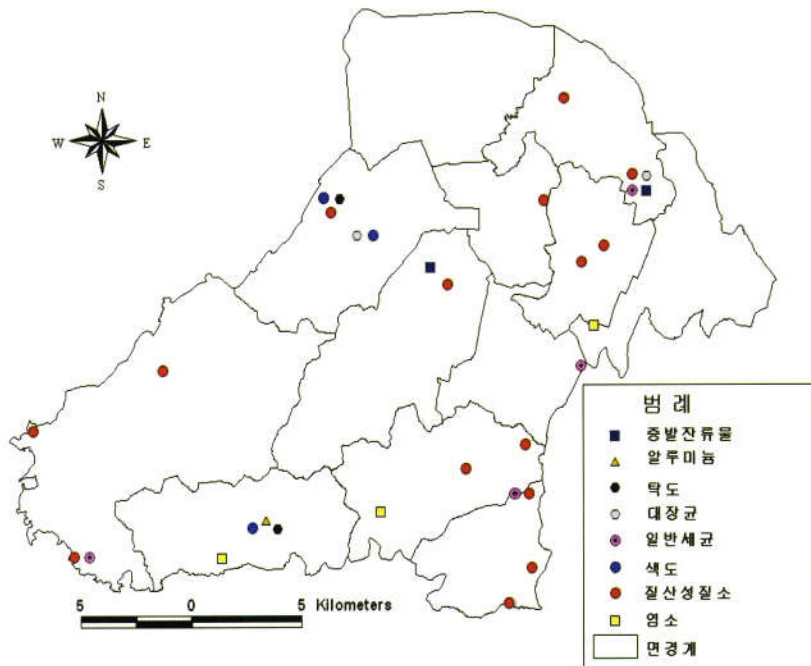 N
W E
S
범 례
증발잔류물
알루미늄
탁도
대장균
일반세균
색도
질산성질소
염소
면경계
5 0 5 Kilometers